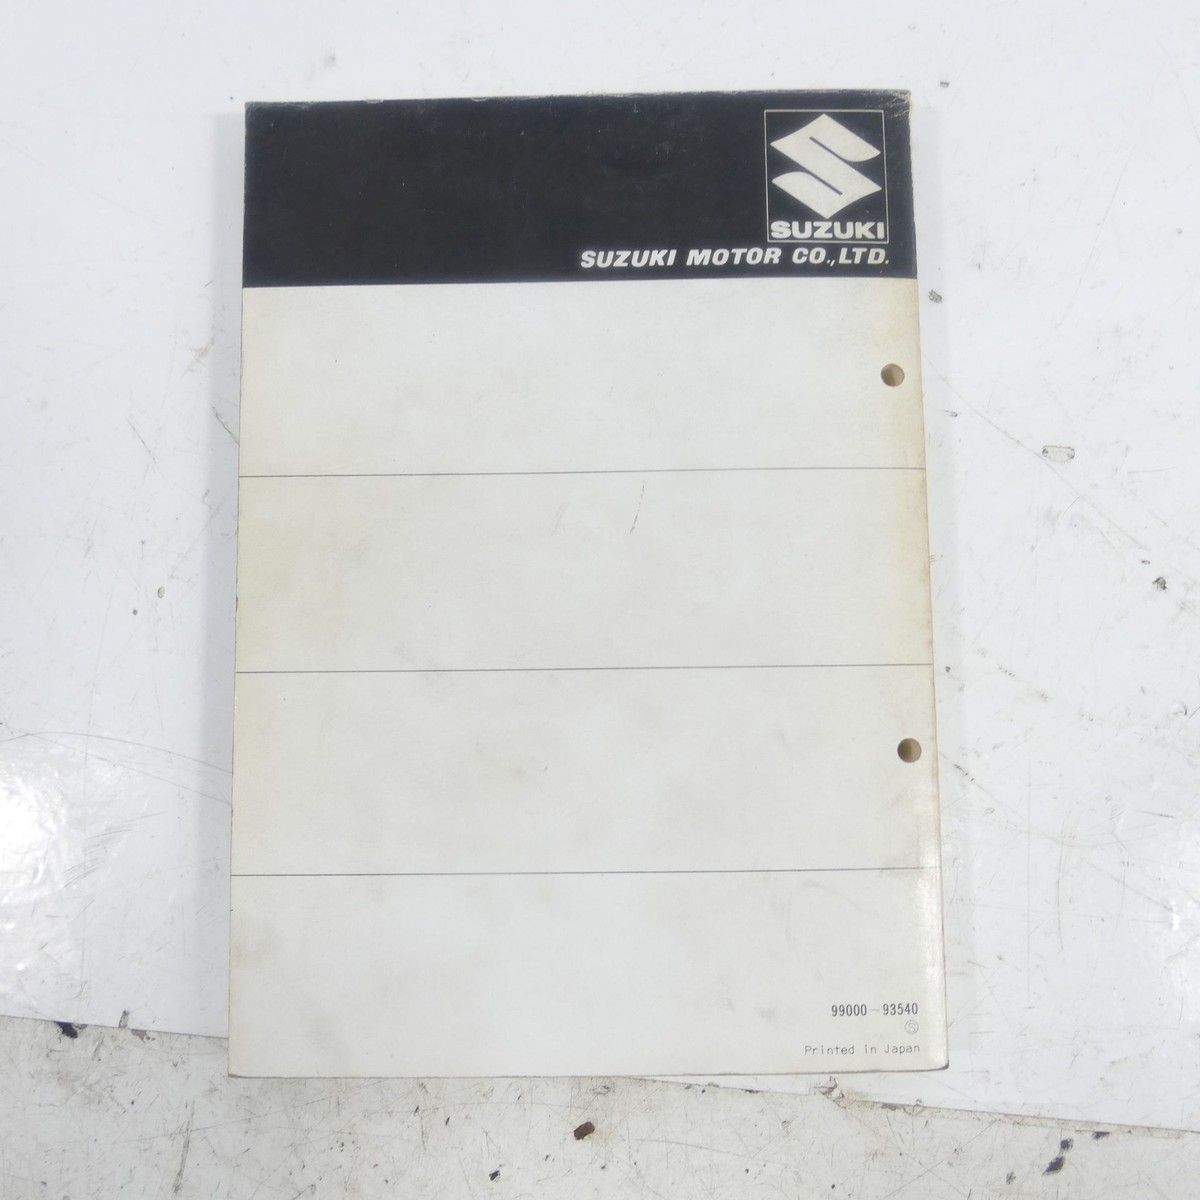 SUZUKI
SUZUKI MOTOR CO.,LTD.
99000-93540
Ⓢ
Printed in Japan